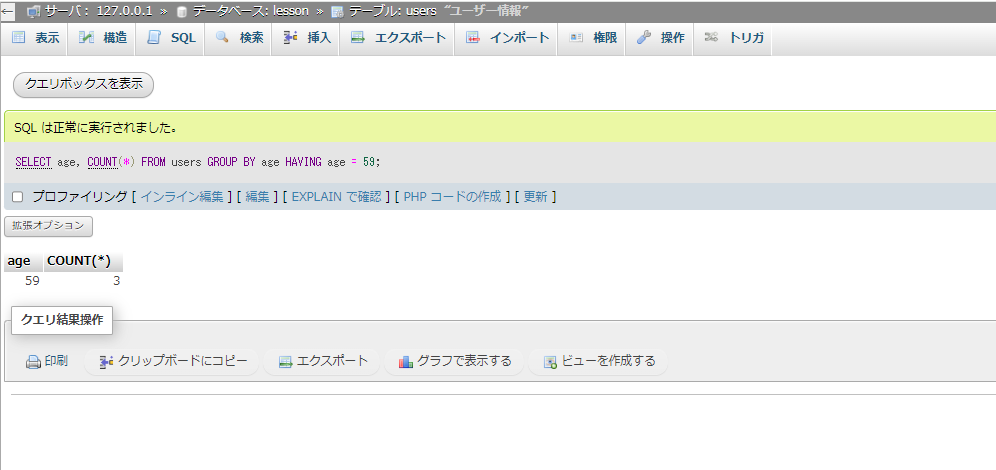 ← サーバ: 127.0.0.1 » データベース: lesson » テーブル: users “ユーザー情報”
表示 構造 SQL 検索 挿入 エクスポート インポート 権限 操作 トリガ
クエリボックスを表示
SQL は正常に実行されました。
SELECT age, COUNT(*) FROM users GROUP BY age HAVING age = 59;
プロファイリング [ インライン編集 ] [ 編集 ] [ EXPLAIN で確認 ] [ PHP コードの作成 ] [ 更新 ]
拡張オプション
age COUNT(*)
59 3
クエリ結果操作
印刷 クリップボードにコピー エクスポート グラフで表示する ビューを作成する